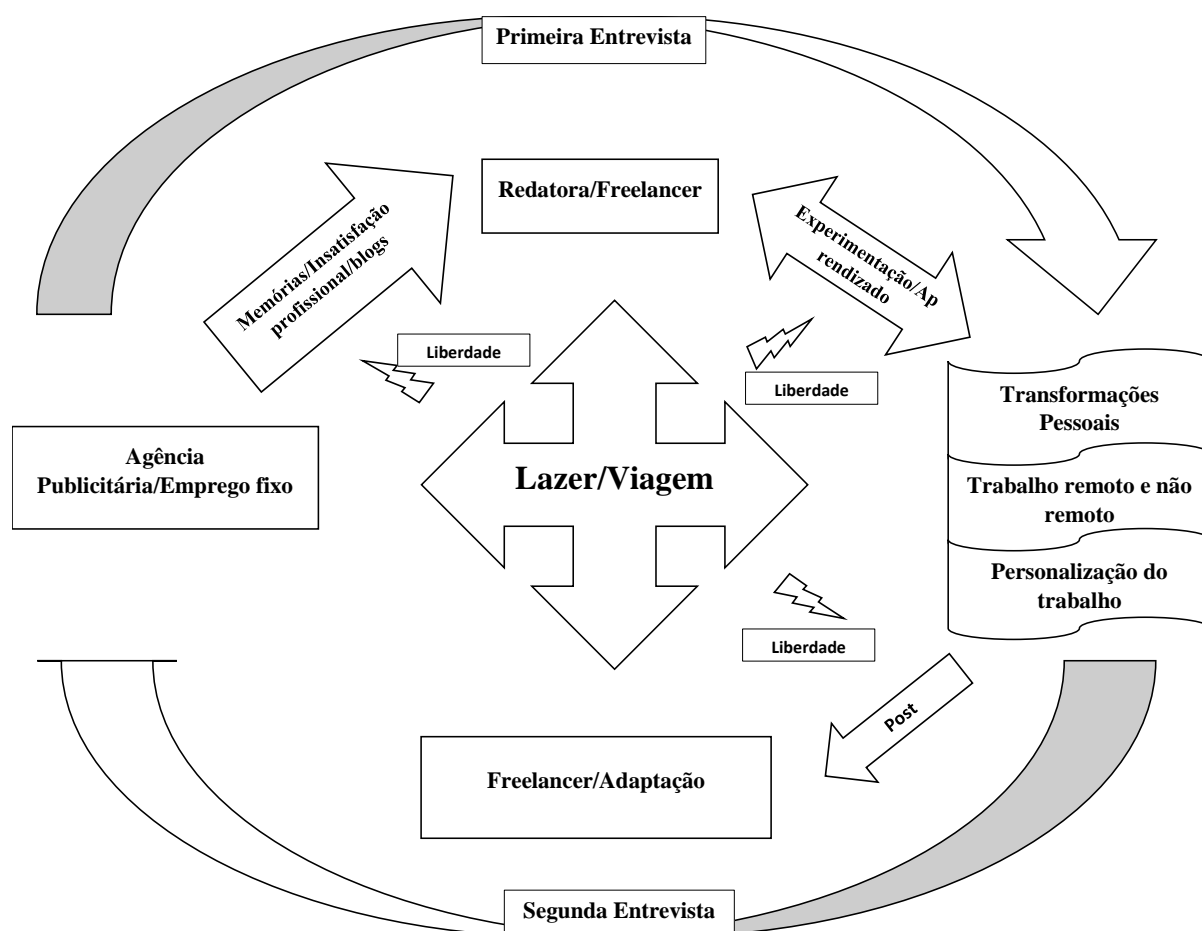 Primeira Entrevista
Redatora/Freelancer
Memórias/Insatisfação
profissional/blogs
Experimentação/Ap
rendizado
Liberdade
Liberdade
Transformações
Pessoais
Agência
Publicitária/Emprego fixo
Lazer/Viagem
Trabalho remoto e não
remoto
Personalização do
trabalho
Liberdade
Post
Freelancer/Adaptação
Segunda Entrevista